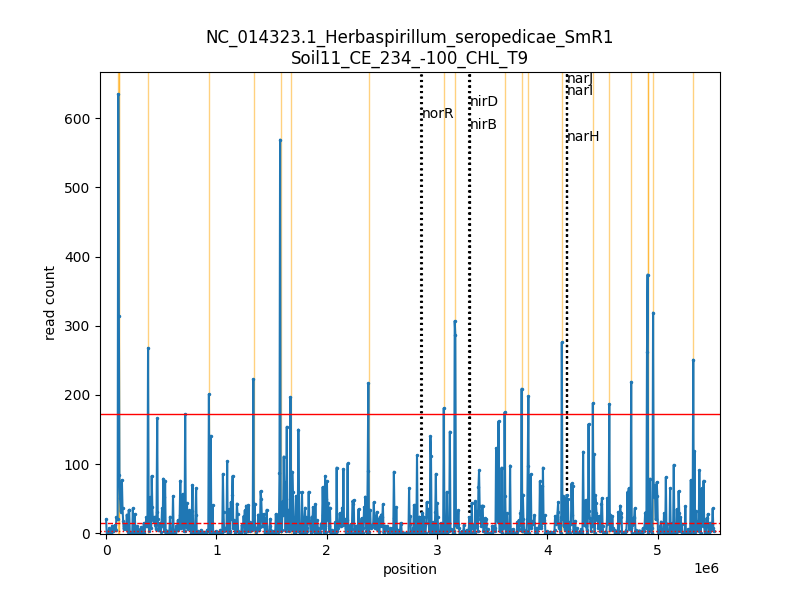 NC_014323.1_Herbaspirillum_seropedicae_SmR1
Soil11_CE_234_-100_CHL_T9
narJ
narI
nirD
norR
nirB
narH
600
500
400
300
200
100
0
read count
0
1
2
3
4
5
1e6
position